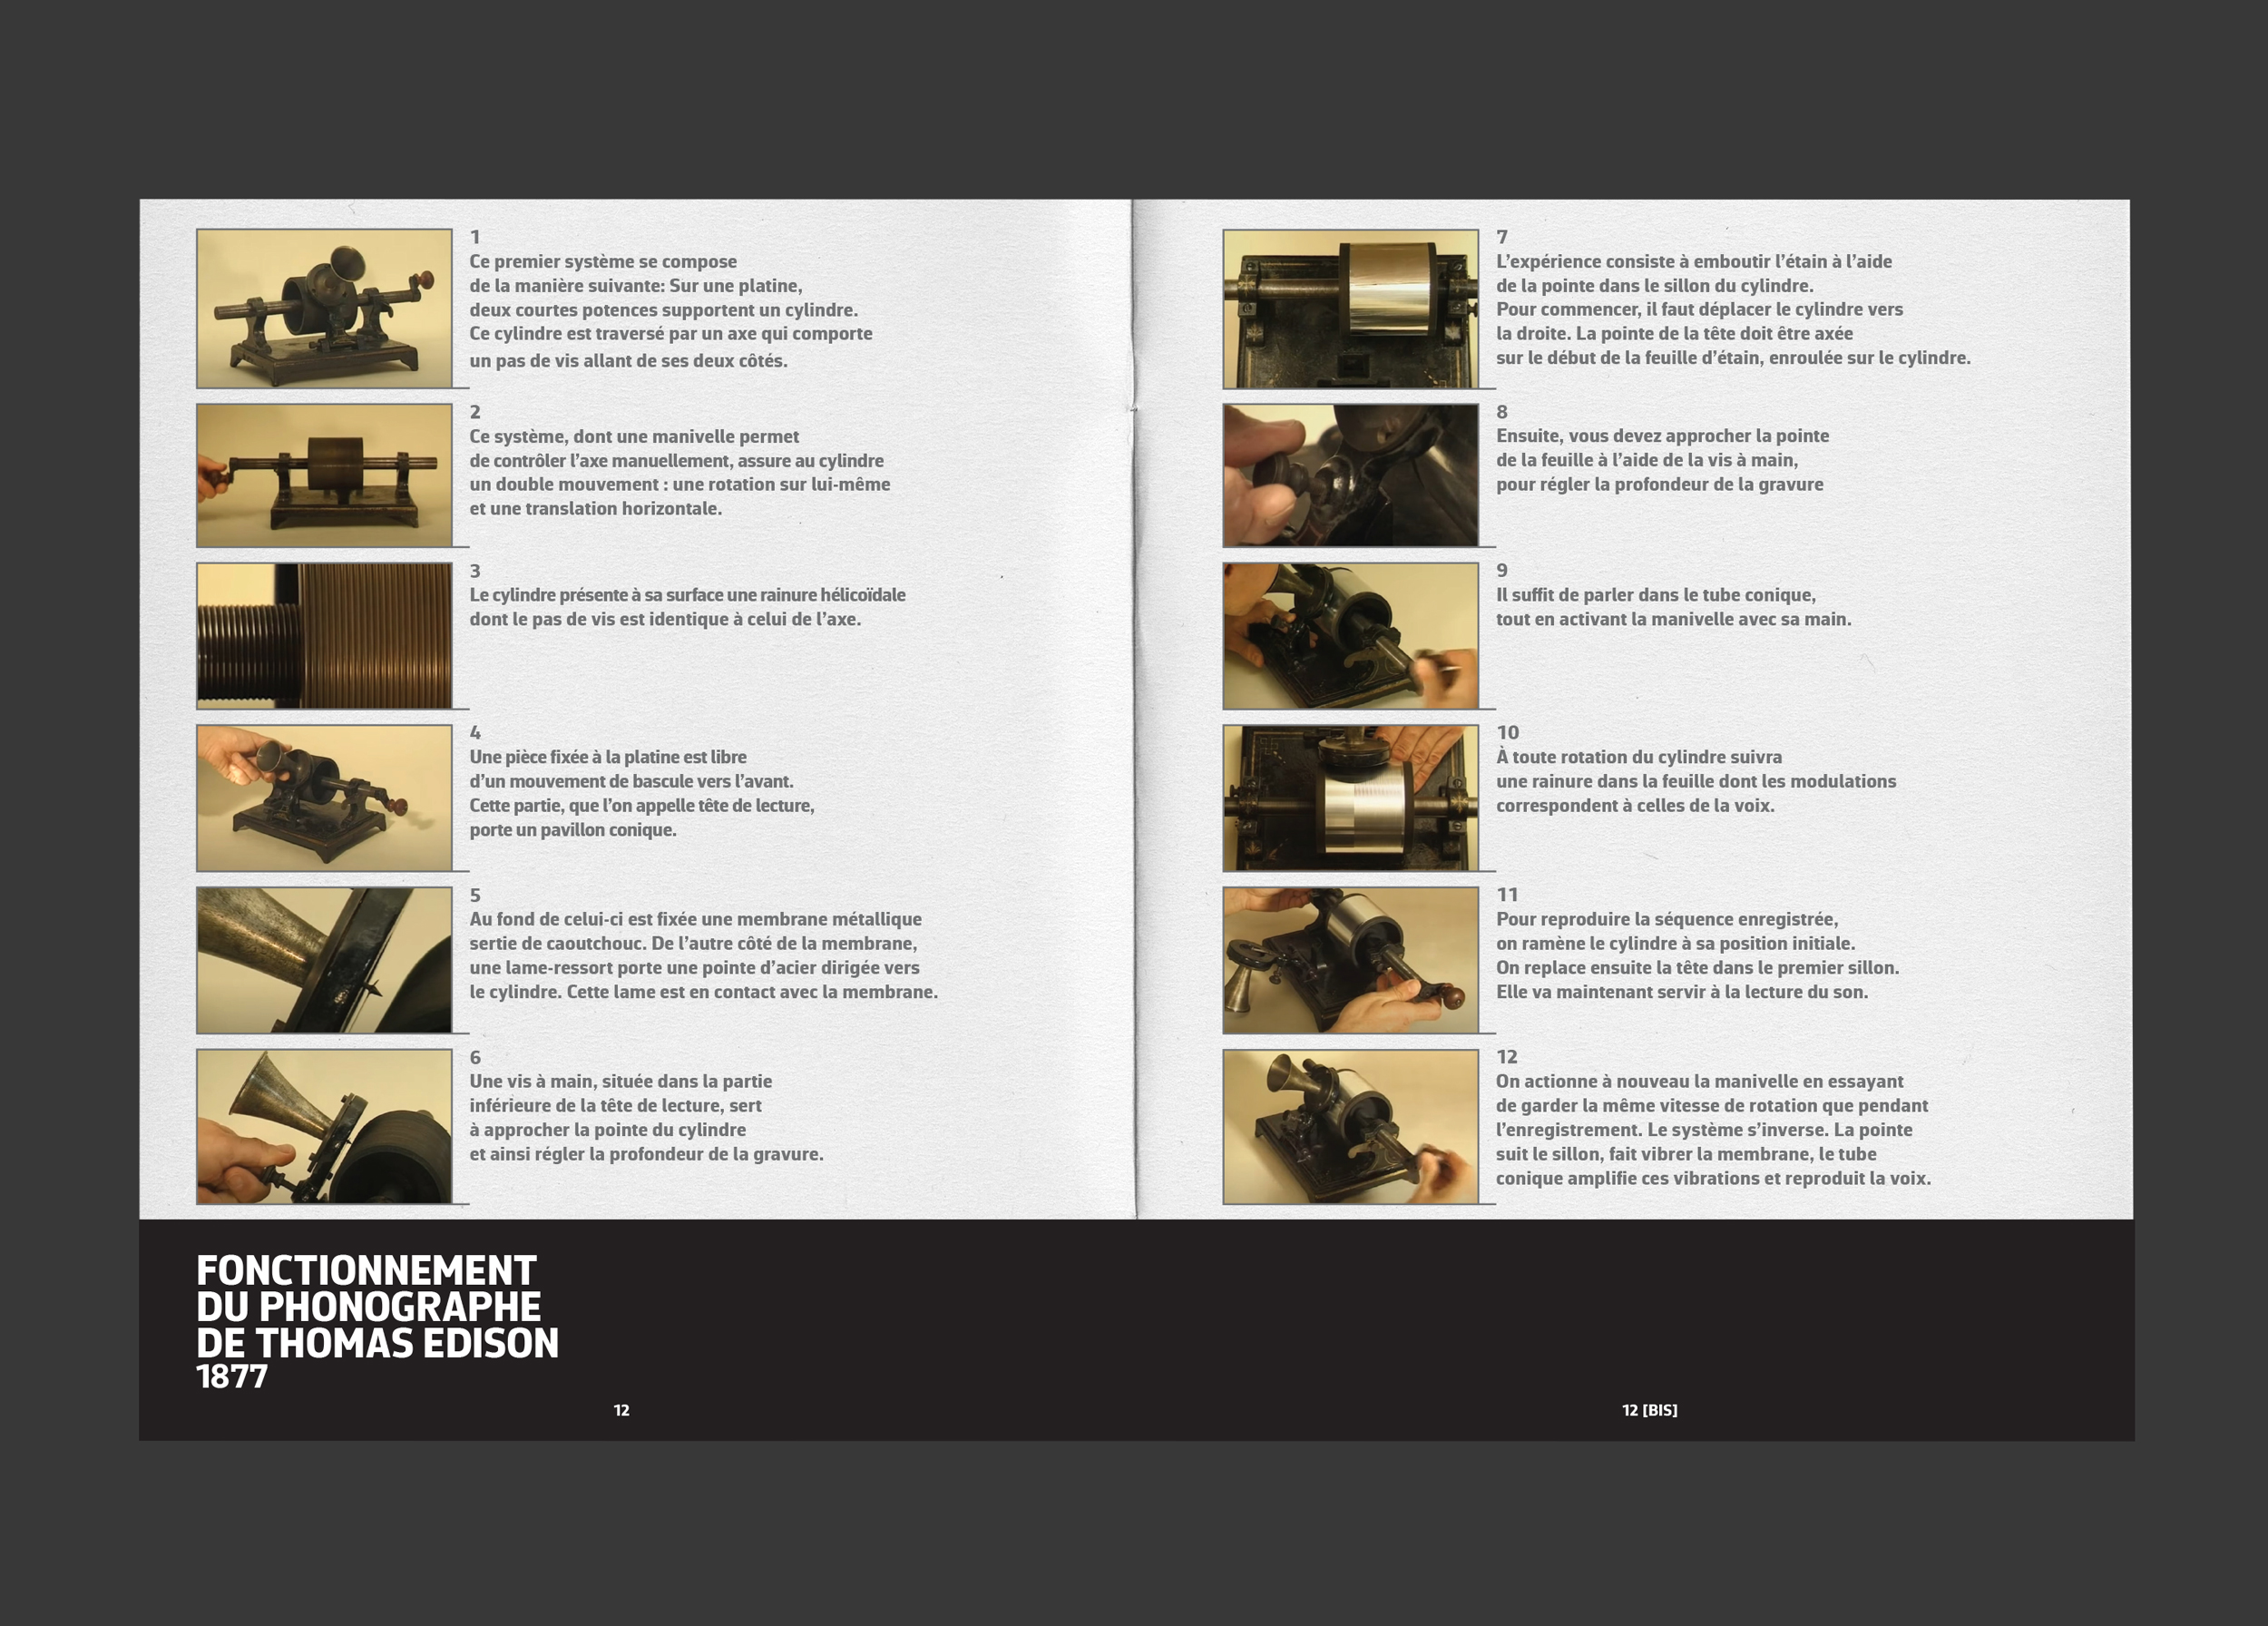 1
Ce premier système se compose
de la manière suivante: Sur une platine,
deux courtes potences supportent un cylindre.
Ce cylindre est traversé par un axe qui comporte
un pas de vis allant de ses deux côtés.
2
Ce système, dont une manivelle permet
de contrôler l’axe manuellement, assure au cylindre
un double mouvement : une rotation sur lui-même
et une translation horizontale.
3
Le cylindre présente à sa surface une rainure hélicoïdale
dont le pas de vis est identique à celui de l’axe.
4
Une pièce fixée à la platine est libre
d’un mouvement de bascule vers l’avant.
Cette partie, que l’on appelle tête de lecture,
porte un pavillon conique.
5
Au fond de celui-ci est fixée une membrane métallique
sertie de caoutchouc. De l’autre côté de la membrane,
une lame-ressort porte une pointe d’acier dirigée vers
le cylindre. Cette lame est en contact avec la membrane.
6
Une vis à main, située dans la partie
inférieure de la tête de lecture, sert
à approcher la pointe du cylindre
et ainsi régler la profondeur de la gravure.
7
L’expérience consiste à emboutir l’étain à l’aide
de la pointe dans le sillon du cylindre.
Pour commencer, il faut déplacer le cylindre vers
la droite. La pointe de la tête doit être axée
sur le début de la feuille d’étain, enroulée sur le cylindre.
8
Ensuite, vous devez approcher la pointe
de la feuille à l’aide de la vis à main,
pour régler la profondeur de la gravure
9
Il suffit de parler dans le tube conique,
tout en activant la manivelle avec sa main.
10
À toute rotation du cylindre suivra
une rainure dans la feuille dont les modulations
correspondent à celles de la voix.
11
Pour reproduire la séquence enregistrée,
on ramène le cylindre à sa position initiale.
On replace ensuite la tête dans le premier sillon.
Elle va maintenant servir à la lecture du son.
12
On actionne à nouveau la manivelle en essayant
de garder la même vitesse de rotation que pendant
l’enregistrement. Le système s’inverse. La pointe
suit le sillon, fait vibrer la membrane, le tube
conique amplifie ces vibrations et reproduit la voix.
FONCTIONNEMENT
DU PHONOGRAPHE
DE THOMAS EDISON
1877
12
12 [BIS]